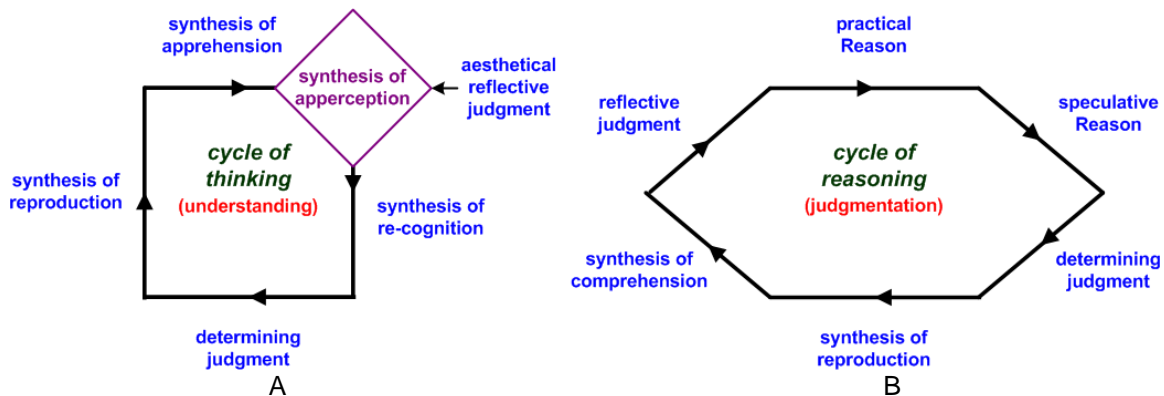 synthesis of
apprehension
synthesis of
apperception
aesthetical
reflective
judgment
cycle of
thinking
(understanding)
synthesis of
reproduction
synthesis of
re-cognition
determining
judgment
A
practical
Reason
reflective
judgment
speculative
Reason
cycle of
reasoning
(judgmentation)
synthesis of
comprehension
determining
judgment
synthesis of
reproduction
B